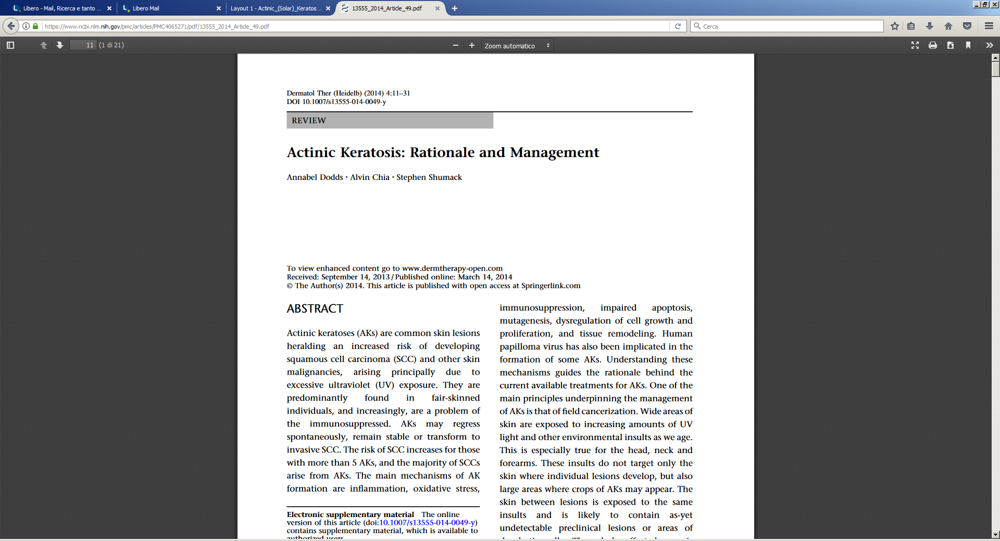 Libero - Mail, Ricerca e tanto ...
Libero Mail
Layout 1 - Actinic_(Solar)_Keratos...
13555_2014_Article_49.pdf
https://www.ncbi.nlm.nih.gov/pmc/articles/PMC4065271/pdf/13555_2014_Article_49.pdf
Cerca
11 (1 di 21)
Zoom automatico
Dermatol Ther (Heidelb) (2014) 4:11–31
DOI 10.1007/s13555-014-0049-y
REVIEW
Actinic Keratosis: Rationale and Management
Annabel Dodds · Alvin Chia · Stephen Shumack
To view enhanced content go to www.dermtherapy-open.com
Received: September 14, 2013 / Published online: March 14, 2014
© The Author(s) 2014. This article is published with open access at Springerlink.com
ABSTRACT
Actinic keratoses (AKs) are common skin lesions
heralding an increased risk of developing
squamous cell carcinoma (SCC) and other skin
malignancies, arising principally due to
excessive ultraviolet (UV) exposure. They are
predominantly found in fair-skinned
individuals, and increasingly, are a problem of
the immunosuppressed. AKs may regress
spontaneously, remain stable or transform to
invasive SCC. The risk of SCC increases for those
with more than 5 AKs, and the majority of SCCs
arise from AKs. The main mechanisms of AK
formation are inflammation, oxidative stress,
Electronic supplementary material The online
version of this article (doi:10.1007/s13555-014-0049-y)
contains supplementary material, which is available to
authorized users.
immunosuppression, impaired apoptosis,
mutagenesis, dysregulation of cell growth and
proliferation, and tissue remodeling. Human
papilloma virus has also been implicated in the
formation of some AKs. Understanding these
mechanisms guides the rationale behind the
current available treatments for AKs. One of the
main principles underpinning the management
of AKs is that of field cancerization. Wide areas of
skin are exposed to increasing amounts of UV
light and other environmental insults as we age.
This is especially true for the head, neck and
forearms. These insults do not target only the
skin where individual lesions develop, but also
large areas where crops of AKs may appear. The
skin between lesions is exposed to the same
insults and is likely to contain as-yet
undetectable preclinical lesions or areas of